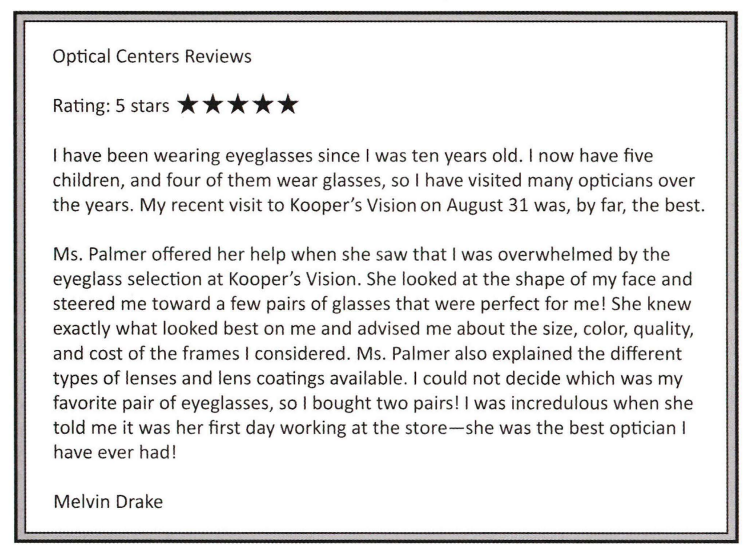 Optical Centers Reviews
Rating: 5 stars ★★★★★
I have been wearing eyeglasses since I was ten years old. I now have five
children, and four of them wear glasses, so I have visited many opticians over
the years. My recent visit to Kooper's Vision on August 31 was, by far, the best.
Ms. Palmer offered her help when she saw that I was overwhelmed by the
eyeglass selection at Kooper's Vision. She looked at the shape of my face and
steered me toward a few pairs of glasses that were perfect for me! She knew
exactly what looked best on me and advised me about the size, color, quality,
and cost of the frames I considered. Ms. Palmer also explained the different
types of lenses and lens coatings available. I could not decide which was my
favorite pair of eyeglasses, so I bought two pairs! I was incredulous when she
told me it was her first day working at the store—she was the best optician I
have ever had!
Melvin Drake